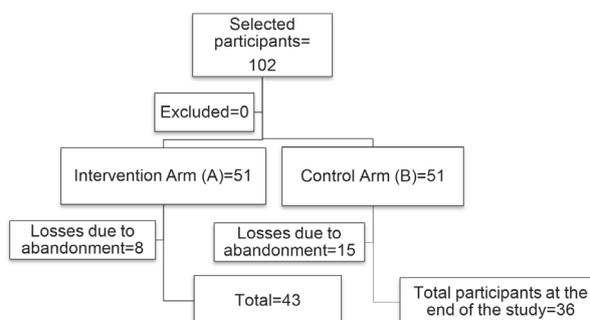 Selected
participants=
102
Excluded=0
Intervention Arm (A)=51
Control Arm (B)=51
Losses due to
abandonment=8
Losses due to
abandonment=15
Total=43
Total participants at the
end of the study=36